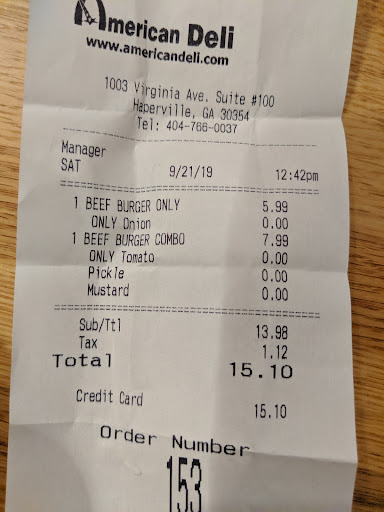 American Deli
www.americandeli.com
1003 Virginia Ave. Suite #100
Haperville, GA 30354
Tel: 404-766-0037
Manager
SAT 9/21/19 12:42pm
1 BEEF BURGER ONLY 5.99
ONLY Onion 0.00
1 BEEF BURGER COMBO 7.99
ONLY Tomato 0.00
Pickle 0.00
Mustard 0.00
Sub/Ttl 13.98
Tax 1.12
Total 15.10
Credit Card 15.10
Order Number
153